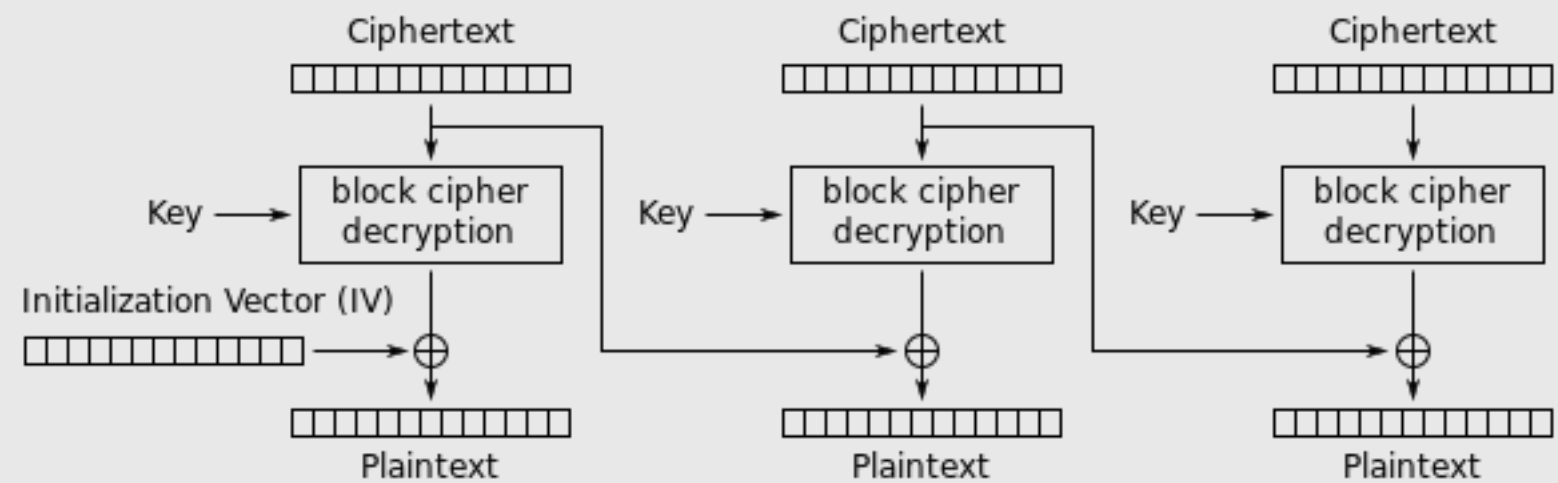 Ciphertext
Ciphertext
Ciphertext
Key
block cipher
decryption
Key
block cipher
decryption
Key
block cipher
decryption
Initialization Vector (IV)
Plaintext
Plaintext
Plaintext